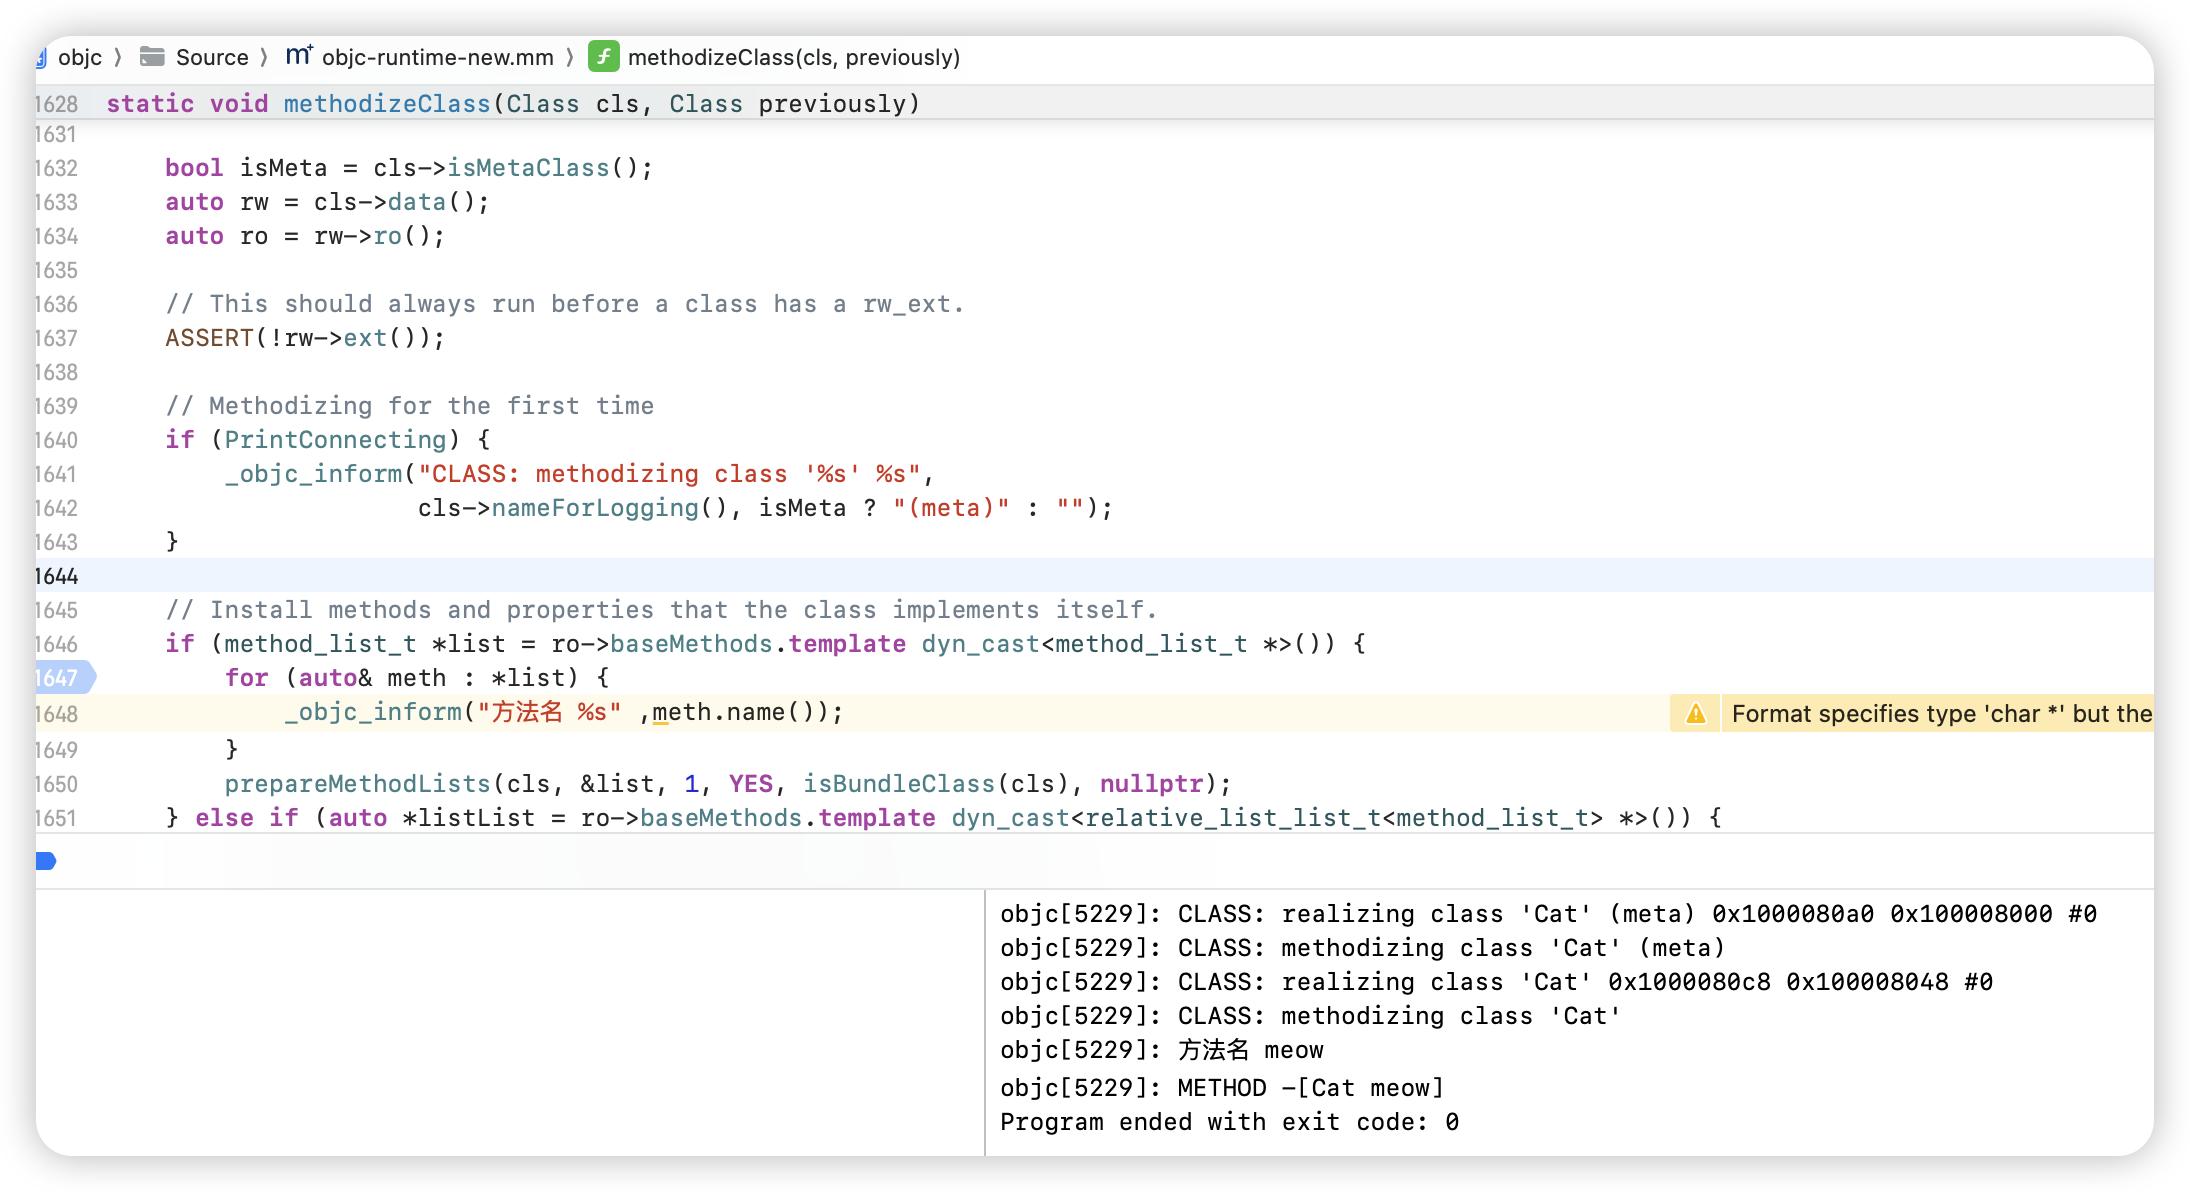 objc 〉 Source 〉 m+ objc-runtime-new.mm 〉 f methodizeClass(cls, previously)
1628 static void methodizeClass(Class cls, Class previously)
1631
1632     bool isMeta = cls->isMetaClass();
1633     auto rw = cls->data();
1634     auto ro = rw->ro();
1635
1636     // This should always run before a class has a rw_ext.
1637     ASSERT(!rw->ext());
1638
1639     // Methodizing for the first time
1640     if (PrintConnecting) {
1641         _objc_inform("CLASS: methodizing class '%s' %s",
1642                      cls->nameForLogging(), isMeta ? "(meta)" : "");
1643     }
1644
1645     // Install methods and properties that the class implements itself.
1646     if (method_list_t *list = ro->baseMethods.template dyn_cast<method_list_t *>()) {
1647         for (auto& meth : *list) {
1648             _objc_inform("方法名 %s" ,meth.name()); Format specifies type 'char *' but the
1649         }
1650         prepareMethodLists(cls, &list, 1, YES, isBundleClass(cls), nullptr);
1651     } else if (auto *listList = ro->baseMethods.template dyn_cast<relative_list_list_t<method_list_t> *>()) {
objc[5229]: CLASS: realizing class 'Cat' (meta) 0x1000080a0 0x100008000 #0
objc[5229]: CLASS: methodizing class 'Cat' (meta)
objc[5229]: CLASS: realizing class 'Cat' 0x1000080c8 0x100008048 #0
objc[5229]: CLASS: methodizing class 'Cat'
objc[5229]: 方法名 meow
objc[5229]: METHOD -[Cat meow]
Program ended with exit code: 0